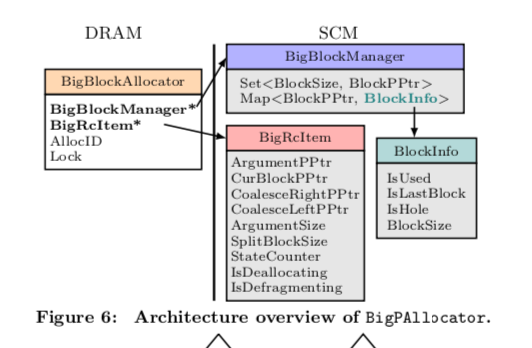 DRAM
SCM
BigBlockAllocator
BigBlockManager*
BigRcItem*
AllocID
Lock
BigBlockManager
Set<BlockSize, BlockPPtr>
Map<BlockPPtr, BlockInfo>
BigRcItem
ArgumentPPtr
CurBlockPPtr
CoalesceRightPPtr
CoalesceLeftPPtr
ArgumentSize
SplitBlockSize
StateCounter
IsDeallocating
IsDefragmenting
BlockInfo
IsUsed
IsLastBlock
IsHole
BlockSize
Figure 6: Architecture overview of BigPAllocator.